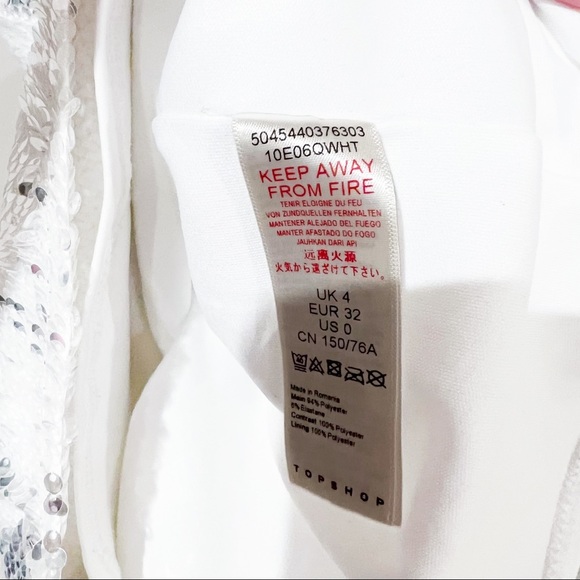 5045440376303
10E06QWHT
KEEP AWAY
FROM FIRE
TENIR ELOIGNE DU FEU
VON ZUNDQUELLEN FERNHALTEN
MANTENER ALEJADO DEL FUEGO
MANTER AFASTADO DO FOGO
JAUHKAN DARI API
远离火源
火気から遠ざけて下さい。
UK 4
EUR 32
US 0
CN 150/76A
Made in Romania
Main 94% Polyester
6% Elastane
Contrast 100% Polyester
Lining 100% Polyester
TOPSHOP